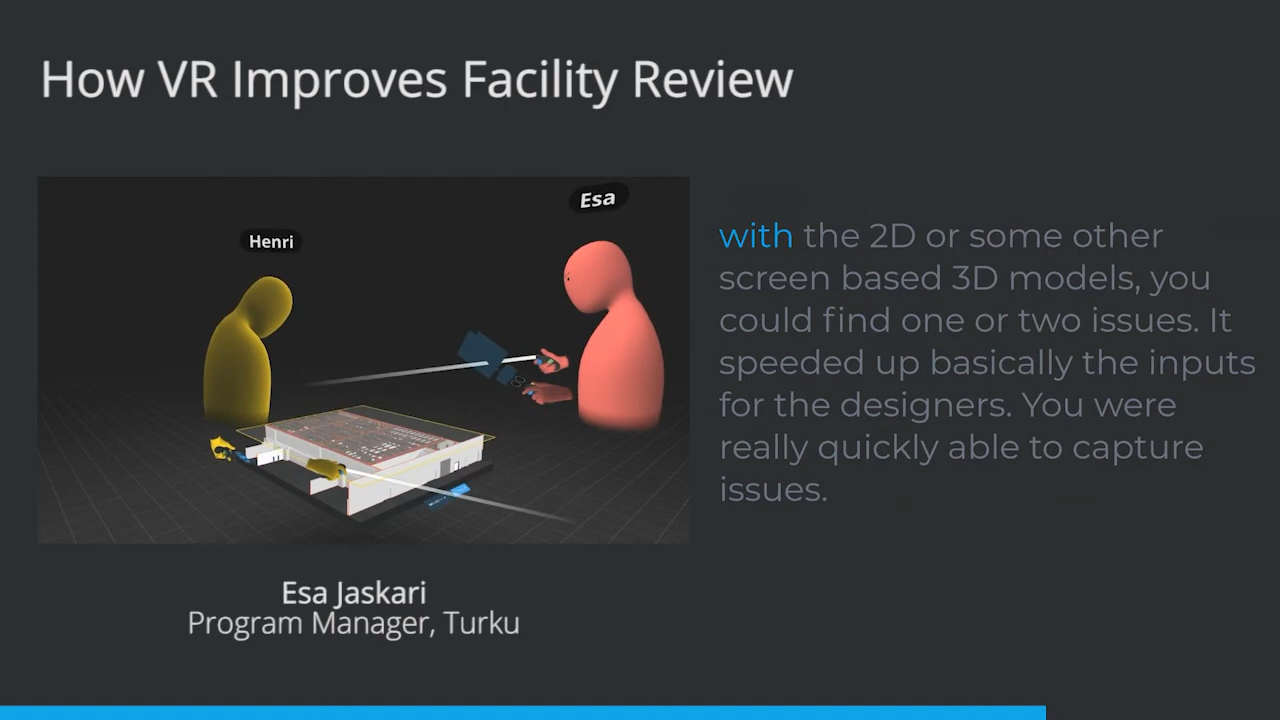 How VR Improves Facility Review
Esa
Henri
with the 2D or some other
screen based 3D models, you
could find one or two issues. It
speeded up basically the inputs
for the designers. You were
really quickly able to capture
issues.
Esa Jaskari
Program Manager, Turku